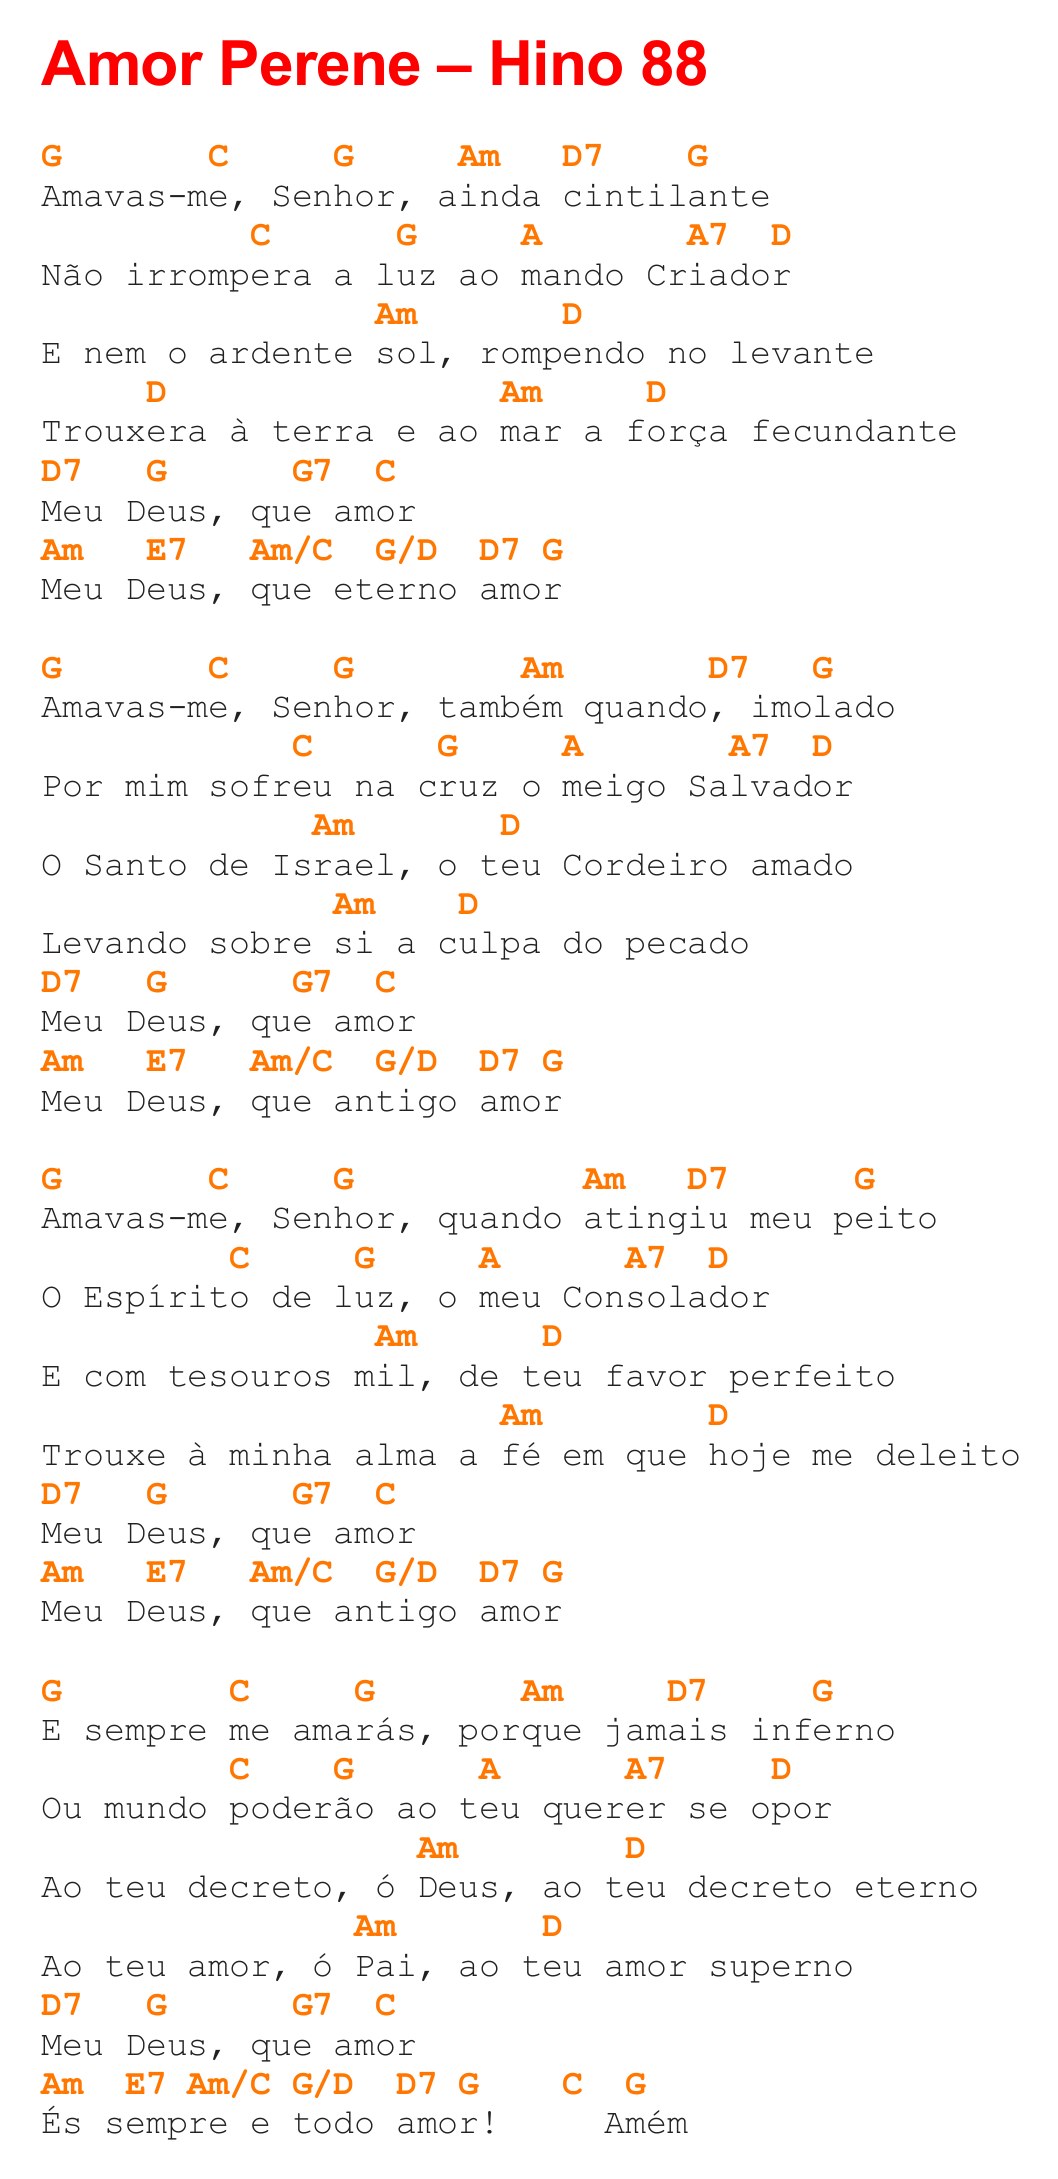 Amor Perene – Hino 88
G       C     G     Am   D7    G
Amavas-me, Senhor, ainda cintilante
          C      G     A       A7  D
Não irrompera a luz ao mando Criador
                Am       D
E nem o ardente sol, rompendo no levante
     D                Am     D
Trouxera à terra e ao mar a força fecundante
D7   G      G7  C
Meu Deus, que amor
Am   E7   Am/C  G/D  D7 G
Meu Deus, que eterno amor

G       C     G        Am       D7   G
Amavas-me, Senhor, também quando, imolado
            C      G     A       A7  D
Por mim sofreu na cruz o meigo Salvador
             Am       D
O Santo de Israel, o teu Cordeiro amado
              Am    D
Levando sobre si a culpa do pecado
D7   G      G7  C
Meu Deus, que amor
Am   E7   Am/C  G/D  D7 G
Meu Deus, que antigo amor

G       C     G           Am   D7      G
Amavas-me, Senhor, quando atingiu meu peito
         C     G     A      A7  D
O Espírito de luz, o meu Consolador
                Am      D
E com tesouros mil, de teu favor perfeito
                      Am        D
Trouxe à minha alma a fé em que hoje me deleito
D7   G      G7  C
Meu Deus, que amor
Am   E7   Am/C  G/D  D7 G
Meu Deus, que antigo amor

G        C     G       Am     D7     G
E sempre me amarás, porque jamais inferno
         C    G      A      A7     D
Ou mundo poderão ao teu querer se opor
                  Am        D
Ao teu decreto, ó Deus, ao teu decreto eterno
               Am       D
Ao teu amor, ó Pai, ao teu amor superno
D7   G      G7  C
Meu Deus, que amor
Am  E7 Am/C G/D  D7 G    C  G
És sempre e todo amor!     Amém